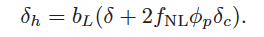 δ_h = b_L(δ + 2f_NL ϕ_p δ_c).